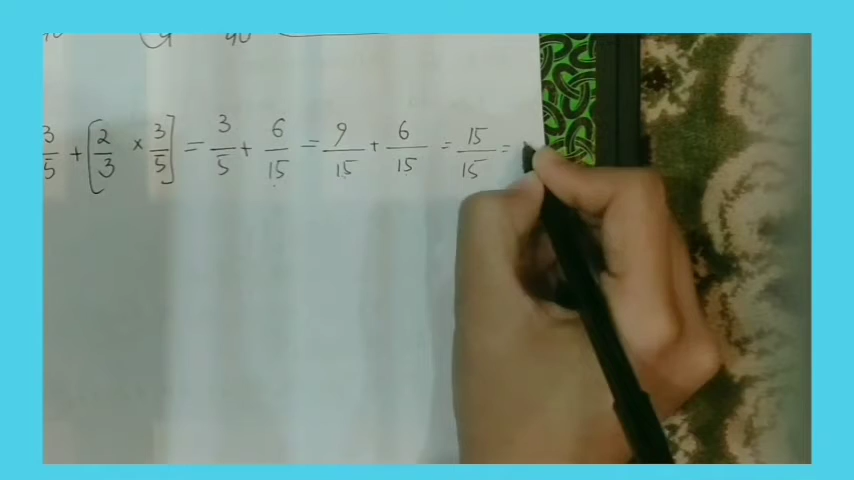 3/5 + [2/3 × 3/5] = 3/5 + 6/15 = 9/15 + 6/15 = 15/15 =